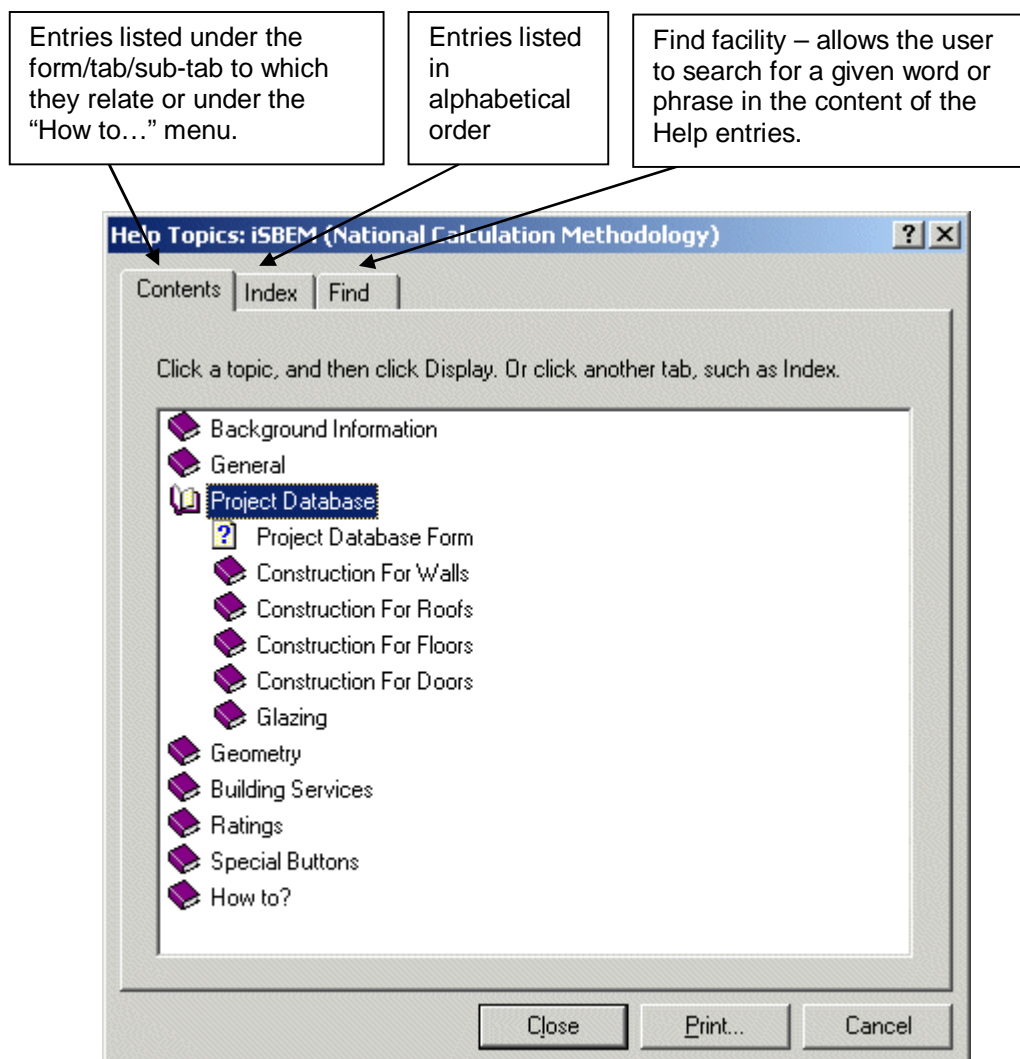 Entries listed under the
form/tab/sub-tab to which
they relate or under the
“How to…” menu.
Entries listed
in
alphabetical
order
Find facility – allows the user
to search for a given word or
phrase in the content of the
Help entries.
Help Topics: iSBEM (National Calculation Methodology)
Contents Index Find
Click a topic, and then click Display. Or click another tab, such as Index.
Background Information
General
Project Database
Project Database Form
Construction For Walls
Construction For Roofs
Construction For Floors
Construction For Doors
Glazing
Geometry
Building Services
Ratings
Special Buttons
How to?
Close Print... Cancel